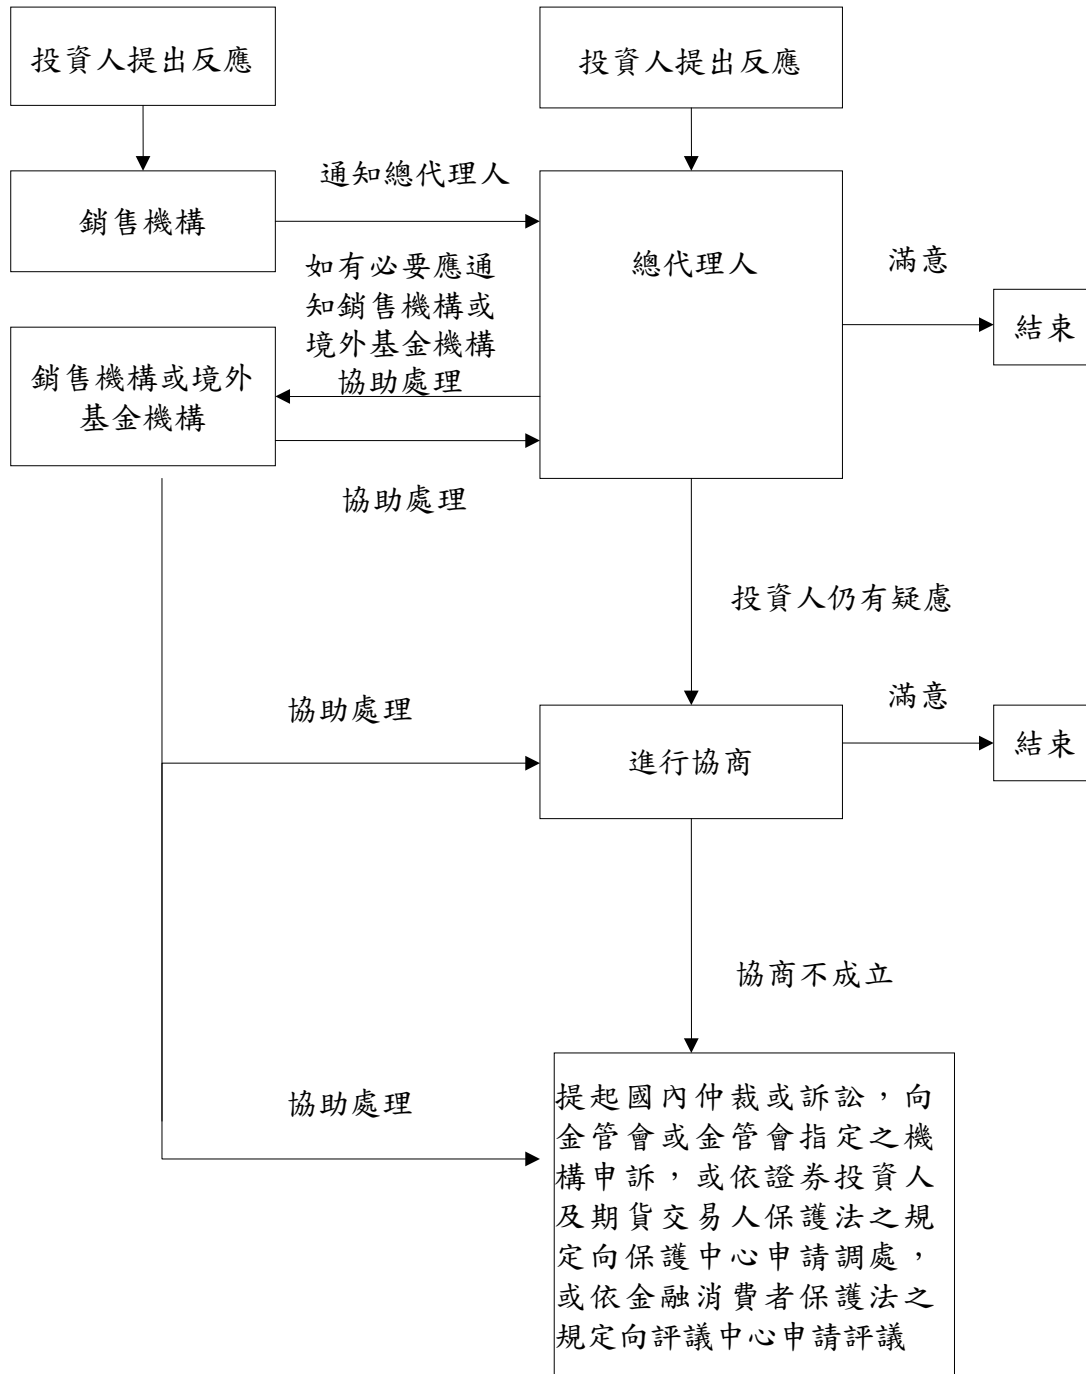 投資人提出反應
投資人提出反應
通知總代理人
銷售機構
總代理人
滿意
如有必要應通
知銷售機構或
境外基金機構
協助處理
結束
銷售機構或境外
基金機構
協助處理
投資人仍有疑慮
協助處理
滿意
進行協商
結束
協商不成立
協助處理
提起國內仲裁或訴訟，向
金管會或金管會指定之機
構申訴，或依證券投資人
及期貨交易人保護法之規
定向保護中心申請調處，
或依金融消費者保護法之
規定向評議中心申請評議